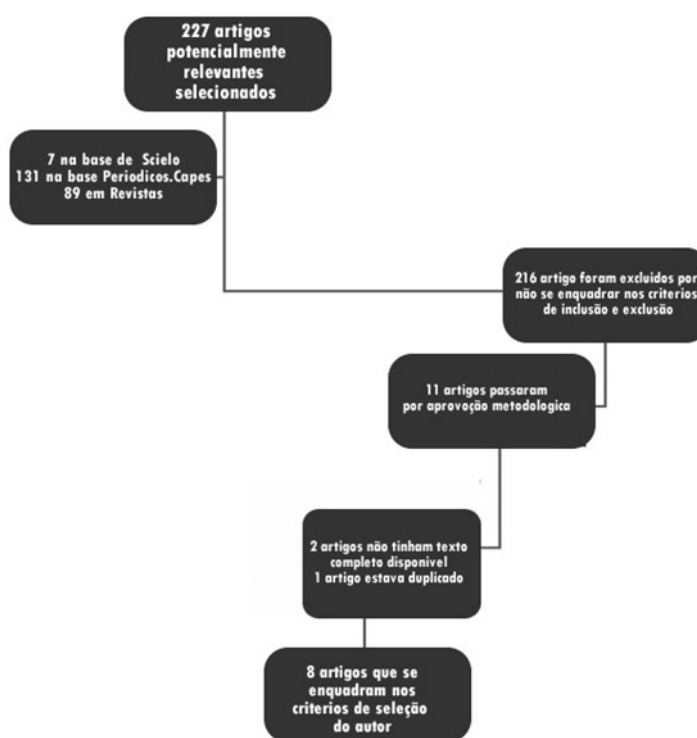 227 artigos
potencialmente
relevantes
selecionados
7 na base de Scielo
131 na base Periodicos.Capes
89 em Revistas
216 artigo foram excluidos por
não se enquadrar nos criterios
de inclusão e exclusão
11 artigos passaram
por aprovoção metodologica
2 artigos não tinham texto
completo disponivel
1 artigo estava duplicado
8 artigos que se
enquadram nos
criterios de seleção
do autor